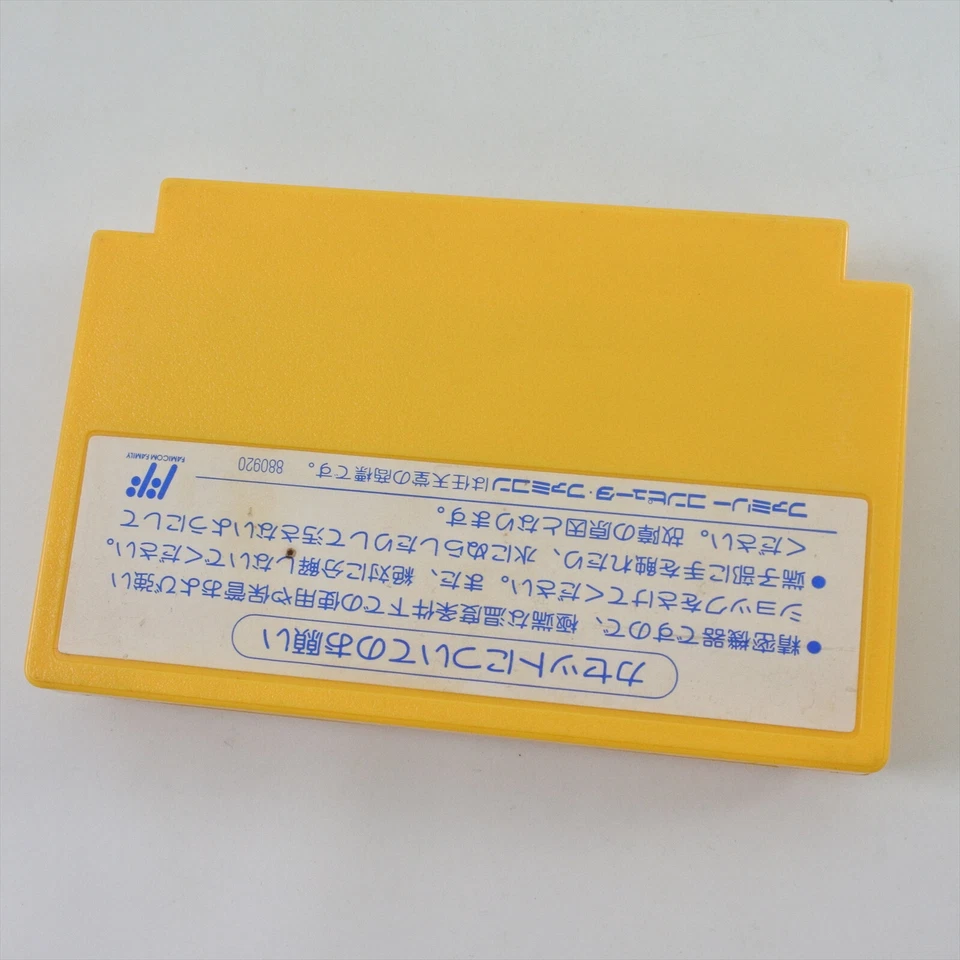 カセットについてのお願い
●精密機器ですので、極端な温度条件下での使用や保管および強い
ショックをさけてください。また、絶対に分解しないでください。
●端子部に手を触れたり、水にぬらしたりして汚さないようにして
ください。故障の原因となります。
ファミリーコンピュータ・ファミコンは任天堂の商標です。 880920
FAMICOM FAMILY